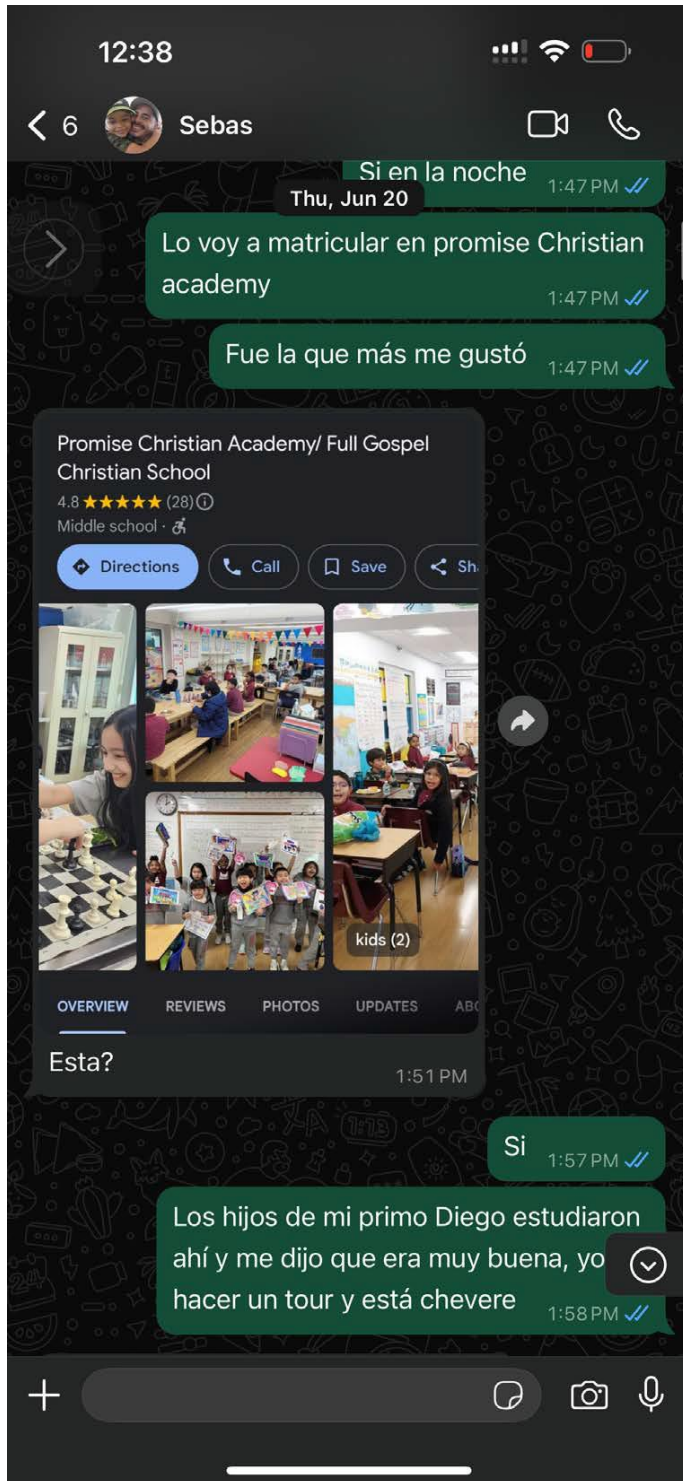 12:38
6
Sebas
Si en la noche
1:47 PM
Thu, Jun 20
Lo voy a matricular en promise Christian
academy
1:47 PM
Fue la que más me gustó
1:47 PM
Promise Christian Academy/ Full Gospel
Christian School
4.8 ★★★★★ (28)
Middle school ·
Directions
Call
Save
Sh
kids (2)
OVERVIEW
REVIEWS
PHOTOS
UPDATES
ABO
Esta?
1:51 PM
Si
1:57 PM
Los hijos de mi primo Diego estudiaron
ahí y me dijo que era muy buena, yo
hacer un tour y está chevere
1:58 PM